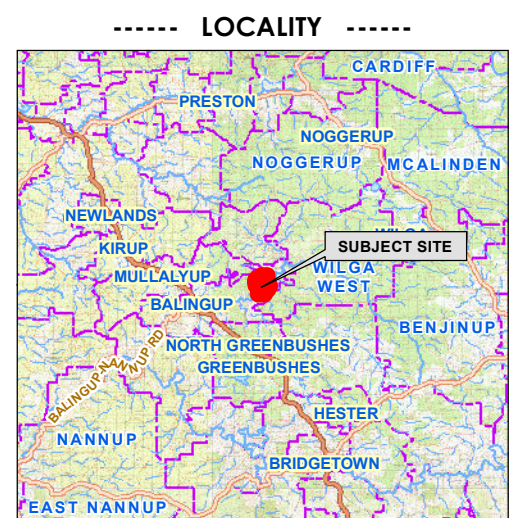 ------ LOCALITY ------
CARDIFF
PRESTON
NOGGERUP
NOGGERUP
MCALINDEN
NEWLANDS
KIRUP
SUBJECT SITE
MULLALYUP
WILGA
WEST
BALINGUP
BENJINUP
NORTH GREENBUSHES
GREENBUSHES
BALINGUP-NANNUP RD
HESTER
NANNUP
BRIDGETOWN
EAST NANNUP